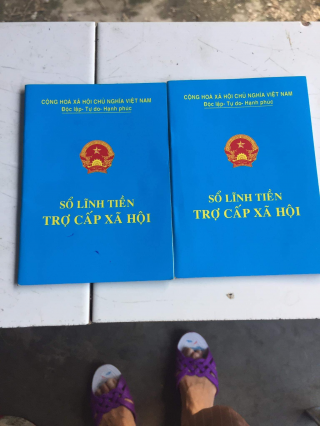 CỘNG HOÀ XÃ HỘI CHỦ NGHĨA VIỆT NAM
Độc lập- Tự do- Hạnh phúc
SỔ LĨNH TIỀN
TRỢ CẤP XÃ HỘI
CỘNG HOÀ XÃ HỘI CHỦ NGHĨA VIỆT NAM
Độc lập- Tự do- Hạnh phúc
SỔ LĨNH TIỀN
TRỢ CẤP XÃ HỘI